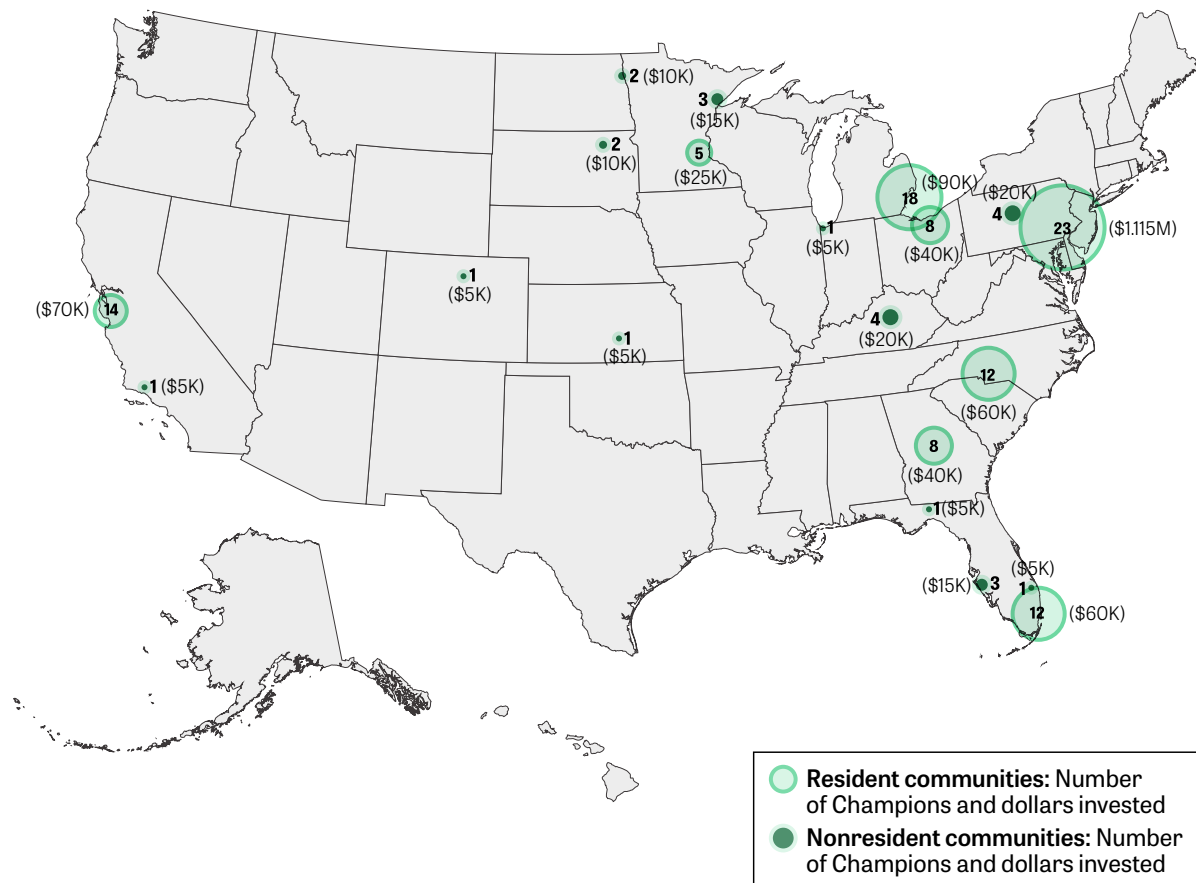 2 ($10K)
3
($15K)
2
($10K)
5
($25K)
18
($90K)
8
($40K)
($20K)
4
23
($1.115M)
1
($5K)
1
($5K)
($70K)
14
1
($5K)
4
($20K)
1 ($5K)
12
($60K)
8
($40K)
1 ($5K)
($15K)
3
($5K)
1
12
($60K)
Resident communities: Number
of Champions and dollars invested
Nonresident communities: Number
of Champions and dollars invested